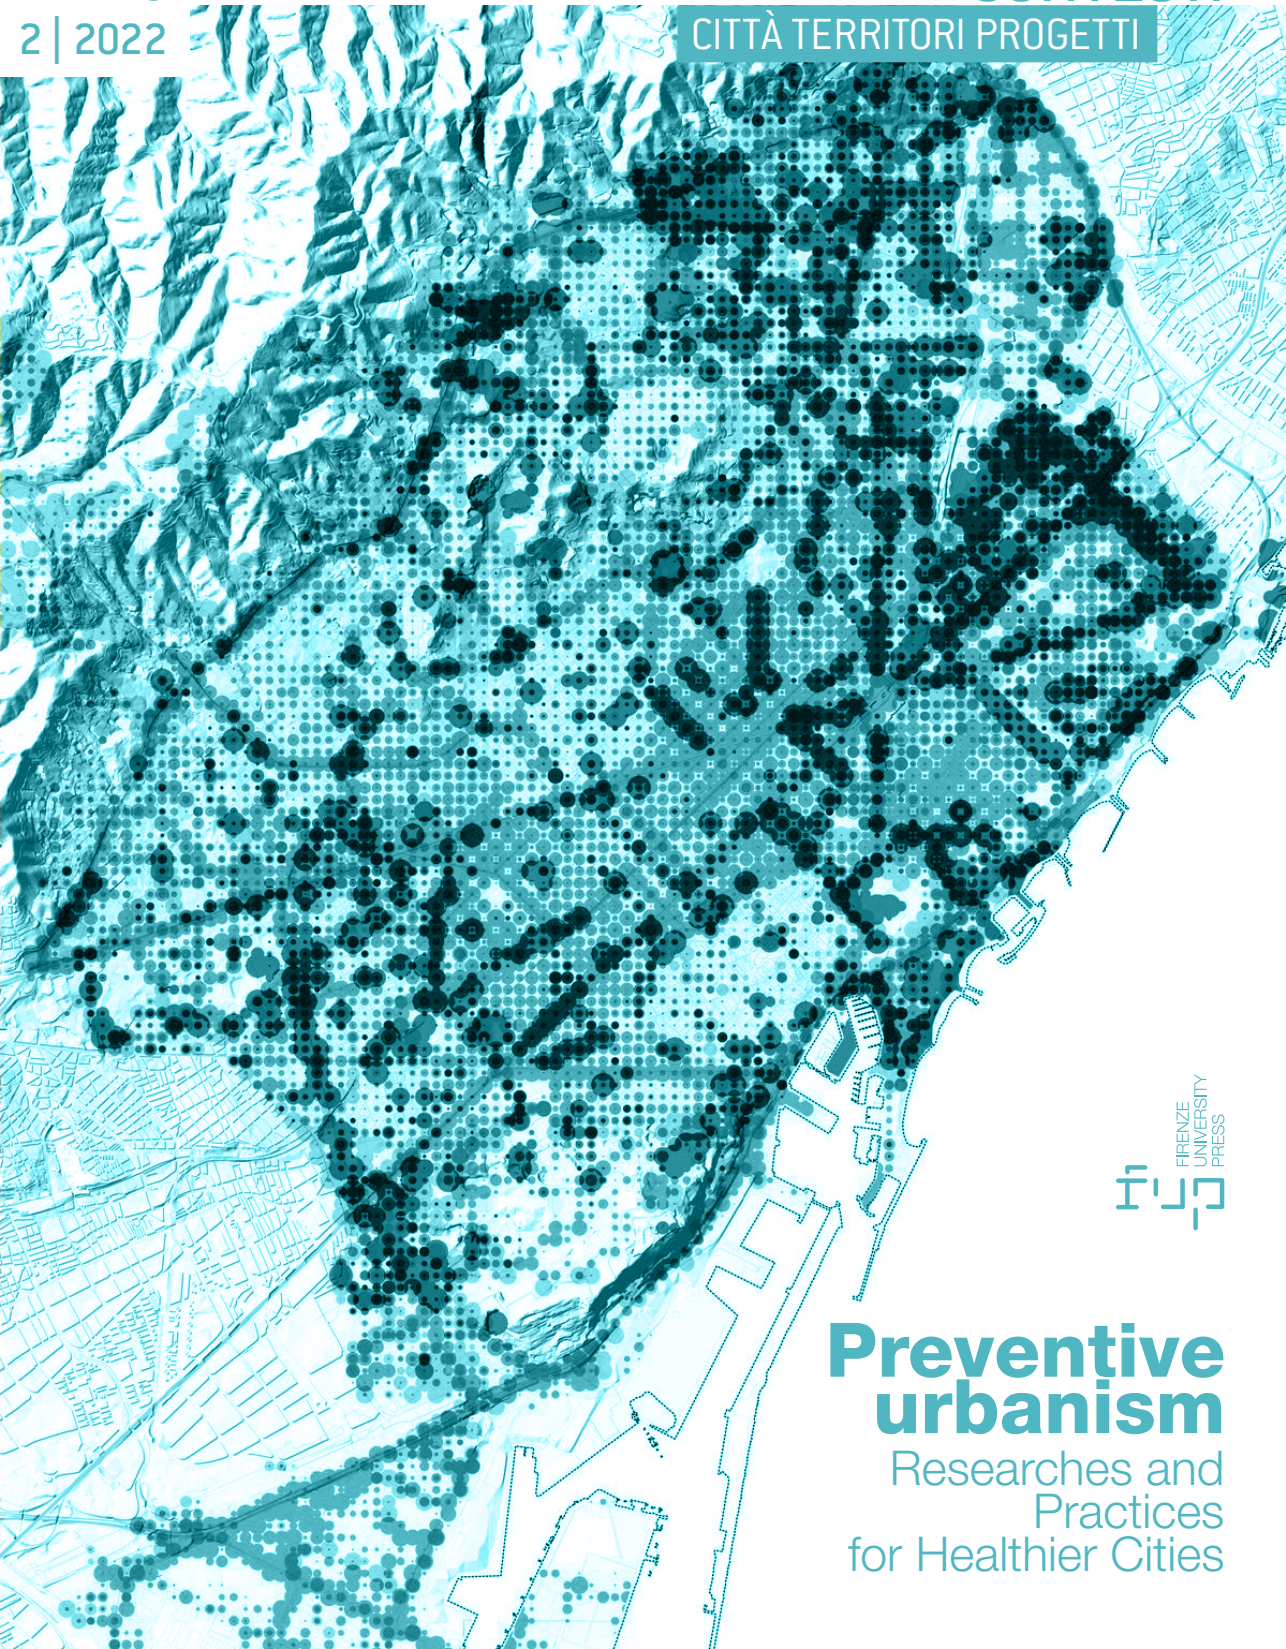 2 | 2022
CITTÀ TERRITORI PROGETTI
FIRENZE
UNIVERSITY
PRESS
Preventive
urbanism
Researches and
Practices
for Healthier Cities